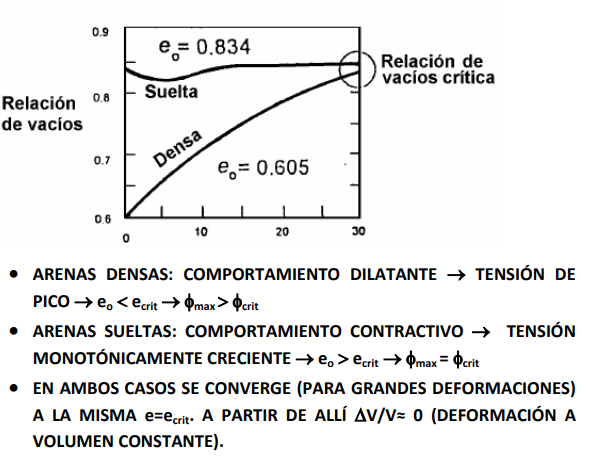 0.9
eo= 0.834
Relación de
vacíos crítica
Relación
de vacíos
0.8
Suelta
Densa
0.7
eo= 0.605
0.6
0 10 20 30
• ARENAS DENSAS: COMPORTAMIENTO DILATANTE → TENSIÓN DE
PICO → eo < ecrit → ϕmax > ϕcrit
• ARENAS SUELTAS: COMPORTAMIENTO CONTRACTIVO → TENSIÓN
MONOTÓNICAMENTE CRECIENTE → eo > ecrit → ϕmax = ϕcrit
• EN AMBOS CASOS SE CONVERGE (PARA GRANDES DEFORMACIONES)
A LA MISMA e=ecrit. A PARTIR DE ALLÍ ΔV/V≈ 0 (DEFORMACIÓN A
VOLUMEN CONSTANTE).